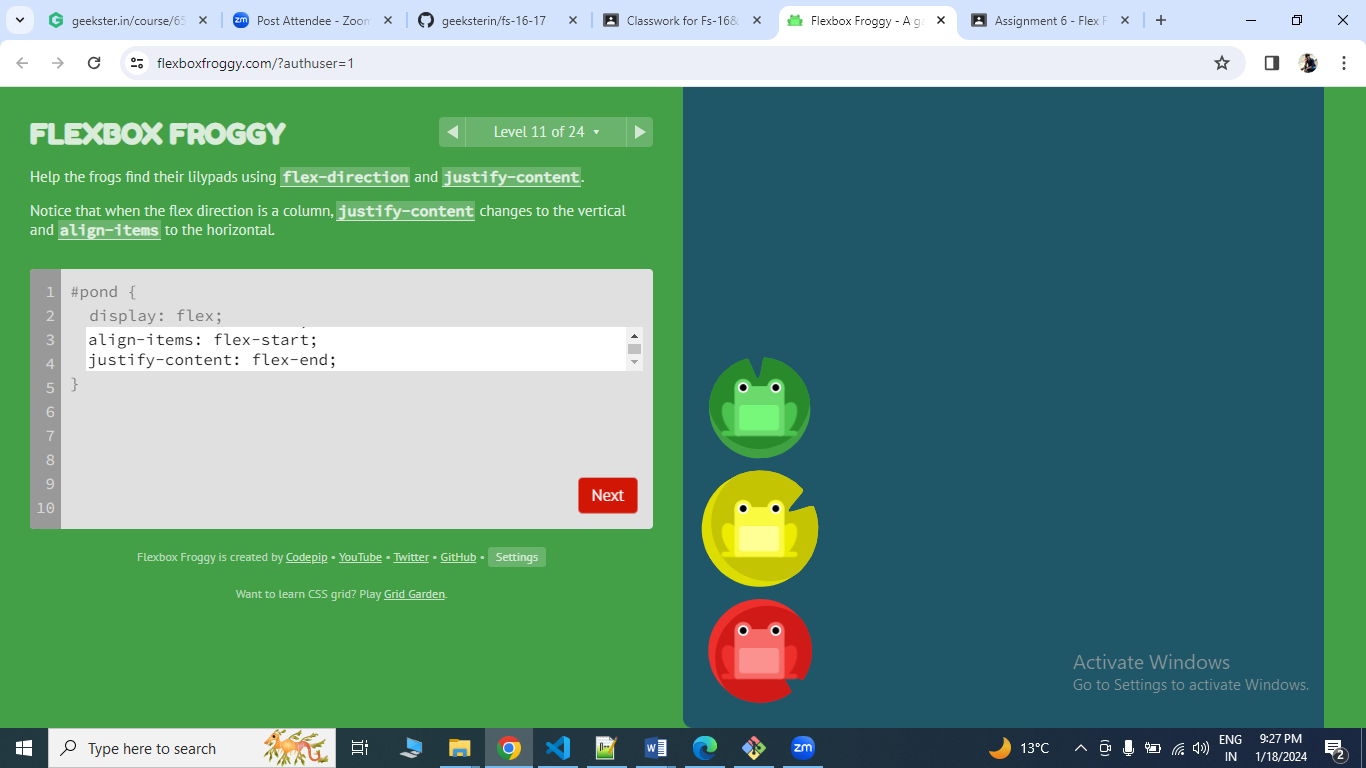 geekster.in/course/65
Post Attendee - Zoom
geeksterin/fs-16-17
Classwork for Fs-16&
Flexbox Froggy - A ga
Assignment 6 - Flex F
flexboxfroggy.com/?authuser=1
FLEXBOX FROGGY
Level 11 of 24
Help the frogs find their lilypads using flex-direction and justify-content.
Notice that when the flex direction is a column, justify-content changes to the vertical
and align-items to the horizontal.
1 #pond {
2 display: flex;
3 align-items: flex-start;
4 justify-content: flex-end;
5 }
6
7
8
9
10
Next
Flexbox Froggy is created by Codepip • YouTube • Twitter • GitHub • Settings
Want to learn CSS grid? Play Grid Garden.
Activate Windows
Go to Settings to activate Windows.
Type here to search
zm
13°C
ENG
IN
9:27 PM
1/18/2024
2